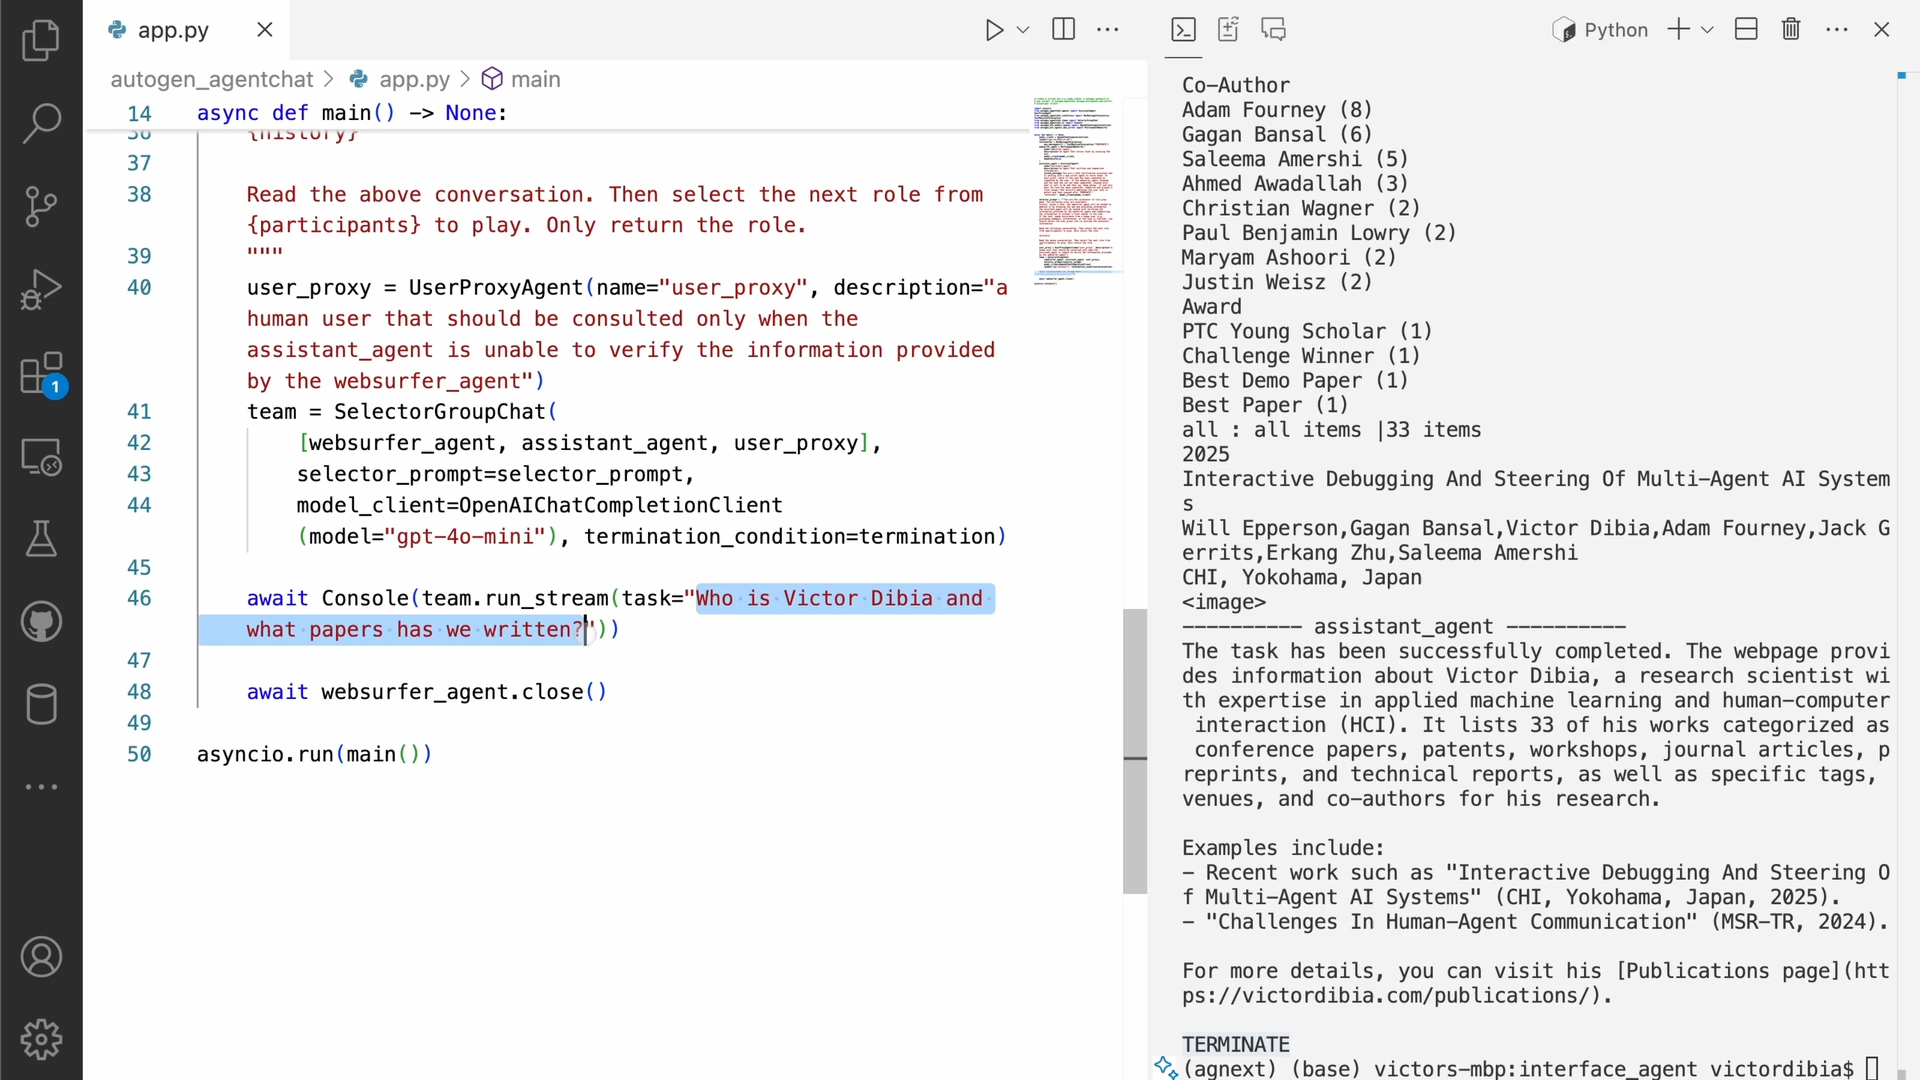 app.py
Python
autogen_agentchat > app.py > main
14 async def main() -> None:
36 {history}
37
38 Read the above conversation. Then select the next role from
{participants} to play. Only return the role.
39 """
40 user_proxy = UserProxyAgent(name="user_proxy", description="a
human user that should be consulted only when the
assistant_agent is unable to verify the information provided
by the websurfer_agent")
41 team = SelectorGroupChat(
42 [websurfer_agent, assistant_agent, user_proxy],
43 selector_prompt=selector_prompt,
44 model_client=OpenAIChatCompletionClient
(model="gpt-4o-mini"), termination_condition=termination)
45
46 await Console(team.run_stream(task="Who is Victor Dibia and
what papers has we written?"))
47
48 await websurfer_agent.close()
49
50 asyncio.run(main())
1
Co-Author
Adam Fourney (8)
Gagan Bansal (6)
Saleema Amershi (5)
Ahmed Awadallah (3)
Christian Wagner (2)
Paul Benjamin Lowry (2)
Maryam Ashoori (2)
Justin Weisz (2)
Award
PTC Young Scholar (1)
Challenge Winner (1)
Best Demo Paper (1)
Best Paper (1)
all : all items |33 items
2025
Interactive Debugging And Steering Of Multi-Agent AI System
s
Will Epperson,Gagan Bansal,Victor Dibia,Adam Fourney,Jack G
errits,Erkang Zhu,Saleema Amershi
CHI, Yokohama, Japan
<image>
---------- assistant_agent ----------
The task has been successfully completed. The webpage provi
des information about Victor Dibia, a research scientist wi
th expertise in applied machine learning and human-computer
interaction (HCI). It lists 33 of his works categorized as
conference papers, patents, workshops, journal articles, p
reprints, and technical reports, as well as specific tags,
venues, and co-authors for his research.
Examples include:
- Recent work such as "Interactive Debugging And Steering O
f Multi-Agent AI Systems" (CHI, Yokohama, Japan, 2025).
- "Challenges In Human-Agent Communication" (MSR-TR, 2024).
For more details, you can visit his [Publications page](htt
ps://victordibia.com/publications/).
TERMINATE
(agnext) (base) victors-mbp:interface_agent victordibia$